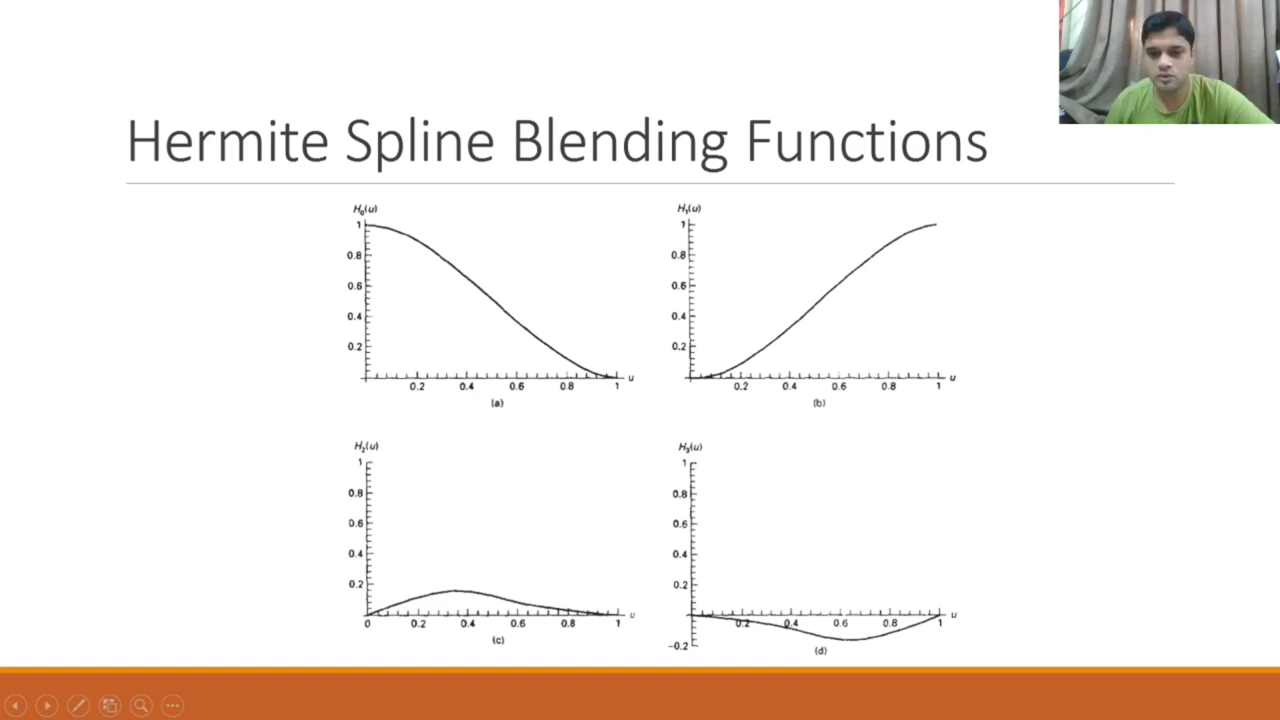 Hermite Spline Blending Functions
H₀(u)
1
0.8
0.6
0.4
0.2
0.2 0.4 0.6 0.8 1 u
(a)
H₁(u)
1
0.8
0.6
0.4
0.2
0.2 0.4 0.6 0.8 1 u
(b)
H₂(u)
1
0.8
0.6
0.4
0.2
0 0.2 0.4 0.6 0.8 1 u
(c)
H₃(u)
1
0.8
0.6
0.4
0.2
-0.2
0.2 0.4 0.6 0.8 1 u
(d)